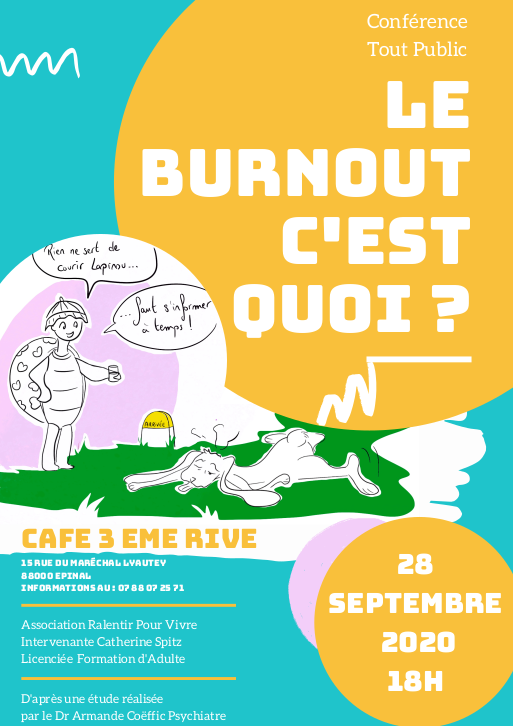 Conférence
Tout Public
LE
BURNOUT
C'EST
QUOI ?
Rien ne sert de
courir Lapinou...
...faut s'informer
à temps !
ARRIVÉE
CAFE 3 EME RIVE
15 RUE DU MARÉCHAL LYAUTEY
88000 EPINAL
INFORMATIONS AU : 07 68 07 25 71
28
SEPTEMBRE
2020
18H
Association Ralentir Pour Vivre
Intervenante Catherine Spitz
Licenciée Formation d'Adulte
D'après une étude réalisée
par le Dr Armande Coëffic Psychiatre